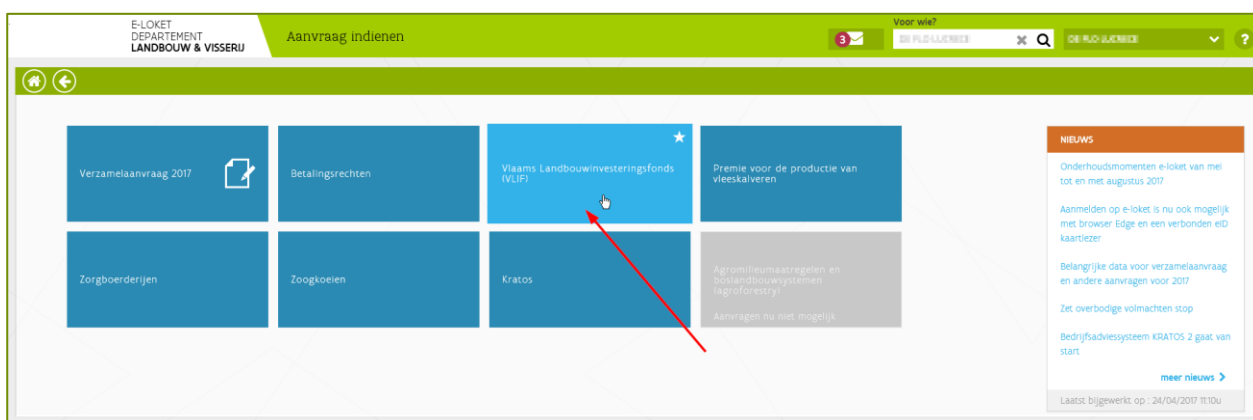 E-LOKET
DEPARTEMENT
LANDBOUW & VISSERIJ
Aanvraag indienen
3
Voor wie?
?
Verzamelaanvraag 2017
Betalingsrechten
Vlaams Landbouwinvesteringsfonds
(VLIF)
Premie voor de productie van
vleeskalveren
Zorgboerderijen
Zoogkoeien
Kratos
Agromilieumaatregelen en
boslandbouwsystemen
(agroforestry)
Aanvragen nu niet mogelijk
NIEUWS
Onderhoudsmomenten e-loket van mei
tot en met augustus 2017
Aanmelden op e-loket is nu ook mogelijk
met browser Edge en een verbonden eID
kaartlezer
Belangrijke data voor verzamelaanvraag
en andere aanvragen voor 2017
Zet overbodige volmachten stop
Bedrijfsadviessysteem KRATOS 2 gaat van
start
meer nieuws
Laatst bijgewerkt op : 24/04/2017 11:10u